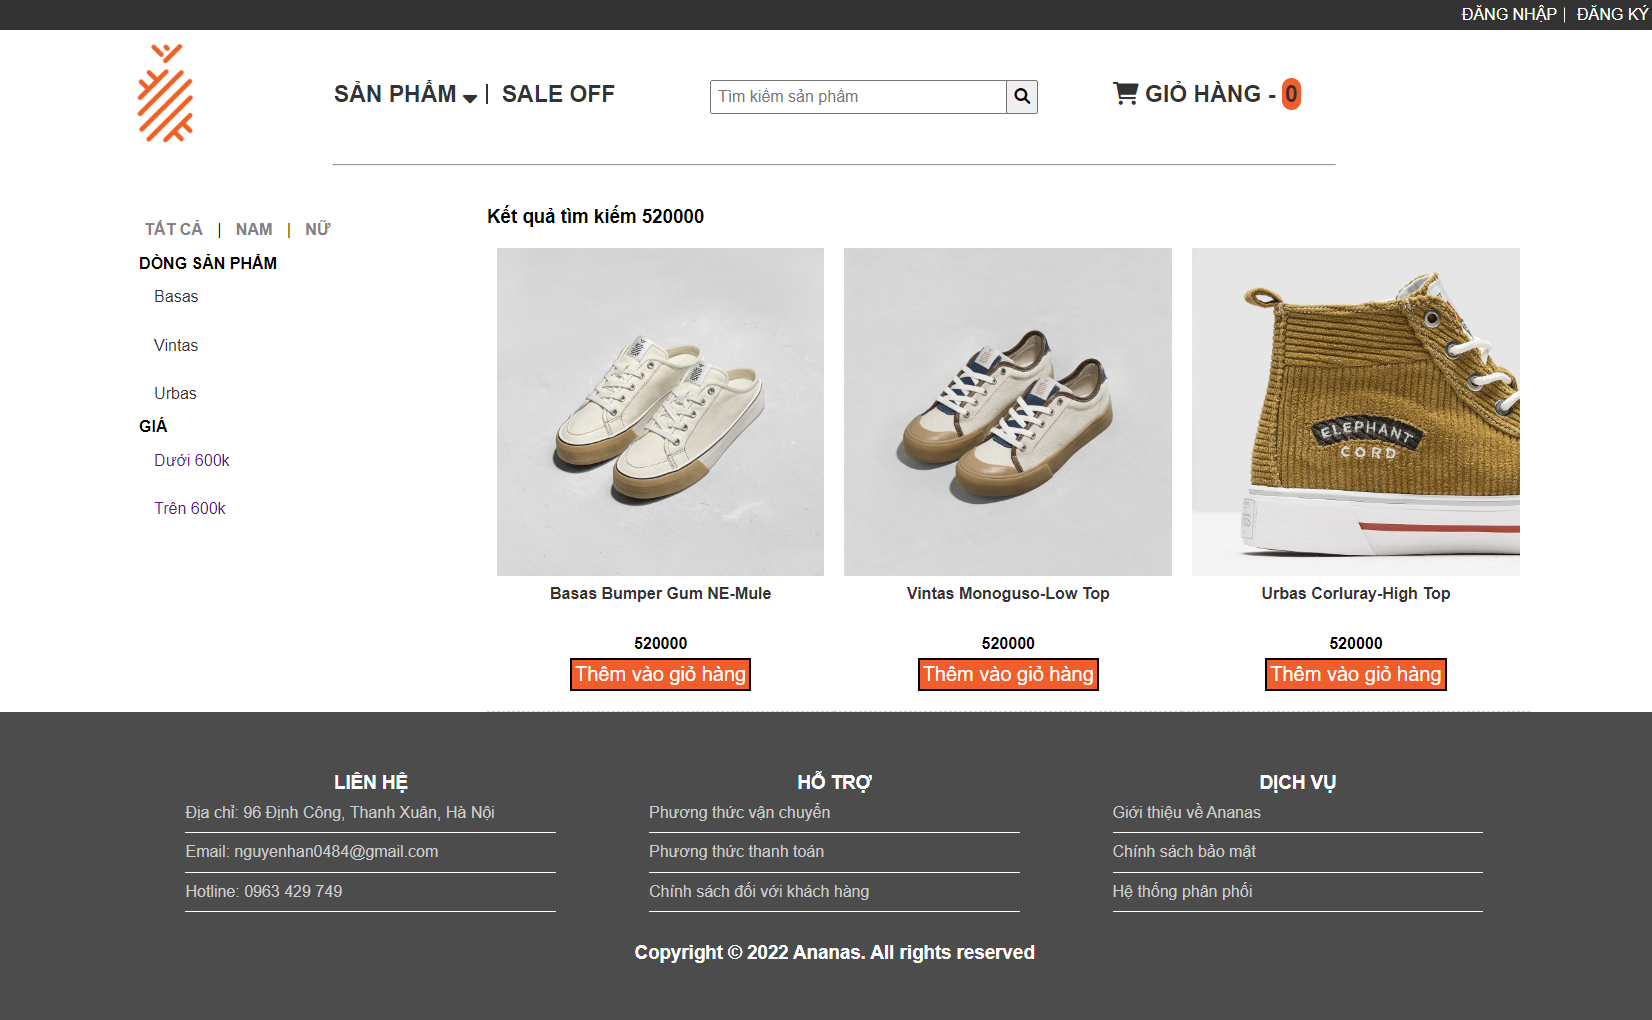 ĐĂNG NHẬP | ĐĂNG KÝ
SẢN PHẨM | SALE OFF
Tìm kiếm sản phẩm
GIỎ HÀNG - 0
Kết quả tìm kiếm 520000
TẤT CẢ | NAM | NỮ
DÒNG SẢN PHẨM
Basas
Vintas
Urbas
GIÁ
Dưới 600k
Trên 600k
ELEPHANT
CORD
Basas Bumper Gum NE-Mule
520000
Thêm vào giỏ hàng
Vintas Monoguso-Low Top
520000
Thêm vào giỏ hàng
Urbas Corluray-High Top
520000
Thêm vào giỏ hàng
LIÊN HỆ
Địa chỉ: 96 Định Công, Thanh Xuân, Hà Nội
Email: nguyenhan0484@gmail.com
Hotline: 0963 429 749
HỖ TRỢ
Phương thức vận chuyển
Phương thức thanh toán
Chính sách đối với khách hàng
DỊCH VỤ
Giới thiệu về Ananas
Chính sách bảo mật
Hệ thống phân phối
Copyright © 2022 Ananas. All rights reserved